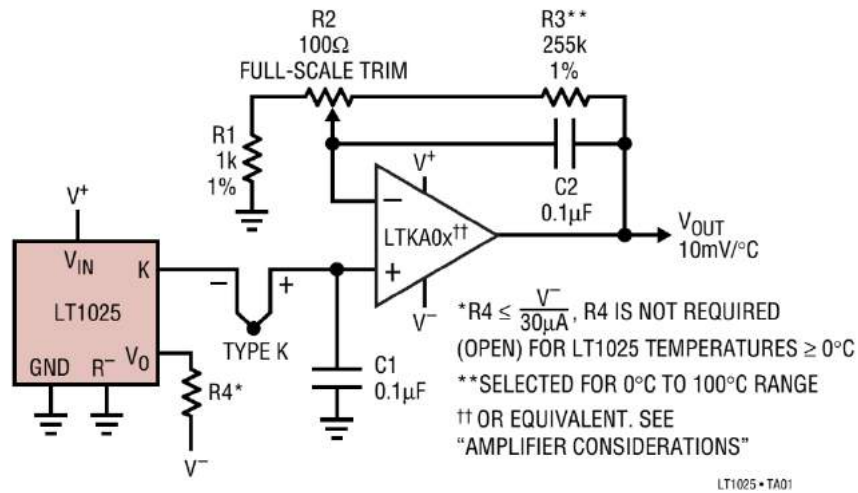 R2
100Ω
FULL-SCALE TRIM
R3**
255k
1%
R1
1k
1%
C2
0.1µF
V+
V+
VIN
K
LT1025
GND
R−
VO
−
+
TYPE K
R4*
V−
C1
0.1µF
−
LTKA0x††
+
V−
VOUT
10mV/°C
*R4 ≤ V−/30µA, R4 IS NOT REQUIRED
(OPEN) FOR LT1025 TEMPERATURES ≥ 0°C
**SELECTED FOR 0°C TO 100°C RANGE
†† OR EQUIVALENT. SEE
“AMPLIFIER CONSIDERATIONS”
LT1025 • TA01